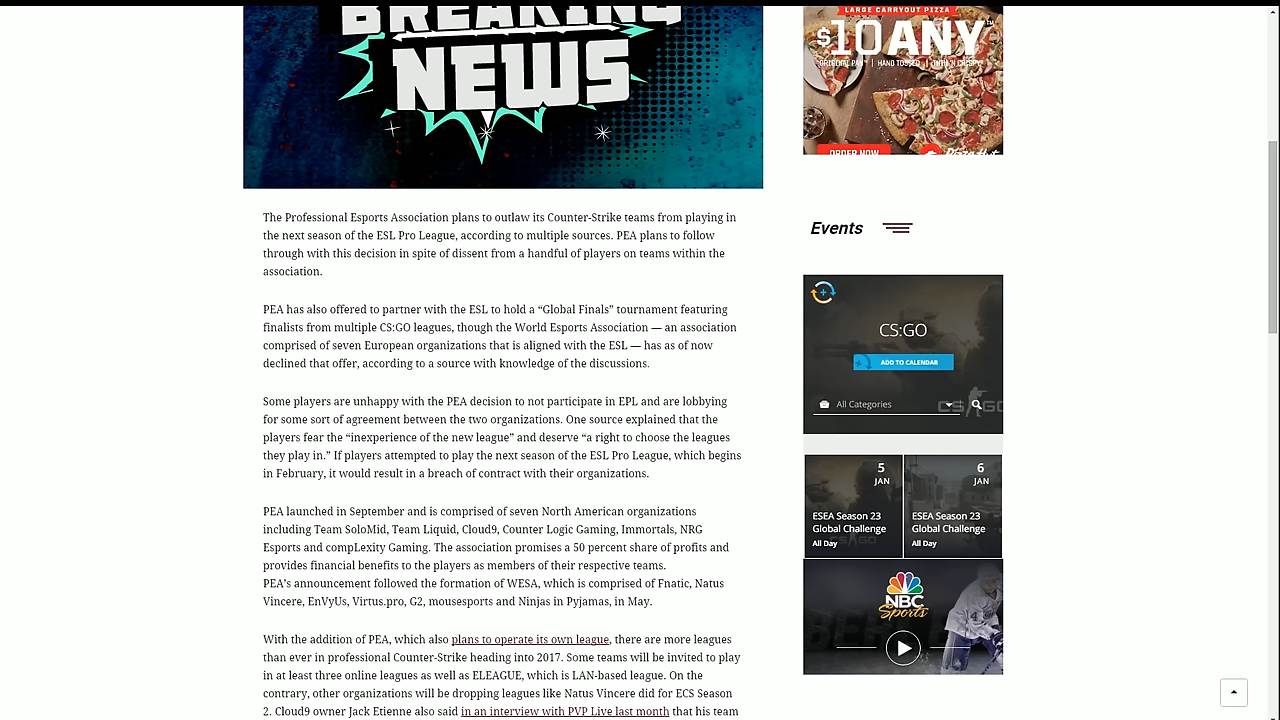 BREAKING
NEWS
The Professional Esports Association plans to outlaw its Counter-Strike teams from playing in
the next season of the ESL Pro League, according to multiple sources. PEA plans to follow
through with this decision in spite of dissent from a handful of players on teams within the
association.
PEA has also offered to partner with the ESL to hold a “Global Finals” tournament featuring
finalists from multiple CS:GO leagues, though the World Esports Association — an association
comprised of seven European organizations that is aligned with the ESL — has as of now
declined that offer, according to a source with knowledge of the discussions.
Some players are unhappy with the PEA decision to not participate in EPL and are lobbying
for some sort of agreement between the two organizations. One source explained that the
players fear the “inexperience of the new league” and deserve “a right to choose the leagues
they play in.” If players attempted to play the next season of the ESL Pro League, which begins
in February, it would result in a breach of contract with their organizations.
PEA launched in September and is comprised of seven North American organizations
including Team SoloMid, Team Liquid, Cloud9, Counter Logic Gaming, Immortals, NRG
Esports and compLexity Gaming. The association promises a 50 percent share of profits and
provides financial benefits to the players as members of their respective teams.
PEA’s announcement followed the formation of WESA, which is comprised of Fnatic, Natus
Vincere, EnVyUs, Virtus.pro, G2, mousesports and Ninjas in Pyjamas, in May.
With the addition of PEA, which also plans to operate its own league, there are more leagues
than ever in professional Counter-Strike heading into 2017. Some teams will be invited to play
in at least three online leagues as well as ELEAGUE, which is LAN-based league. On the
contrary, other organizations will be dropping leagues like Natus Vincere did for ECS Season
2. Cloud9 owner Jack Etienne also said in an interview with PVP Live last month that his team
LARGE CARRYOUT PIZZA
$10 ANY™
ORIGINAL PAN® | HAND TOSSED | THIN N CRISPY®
ORDER NOW
Pizza Hut
Events
CS:GO
ADD TO CALENDAR
All Categories
CS GO
5
JAN
ESEA Season 23
Global Challenge
All Day
6
JAN
ESEA Season 23
Global Challenge
All Day
NBC
Sports